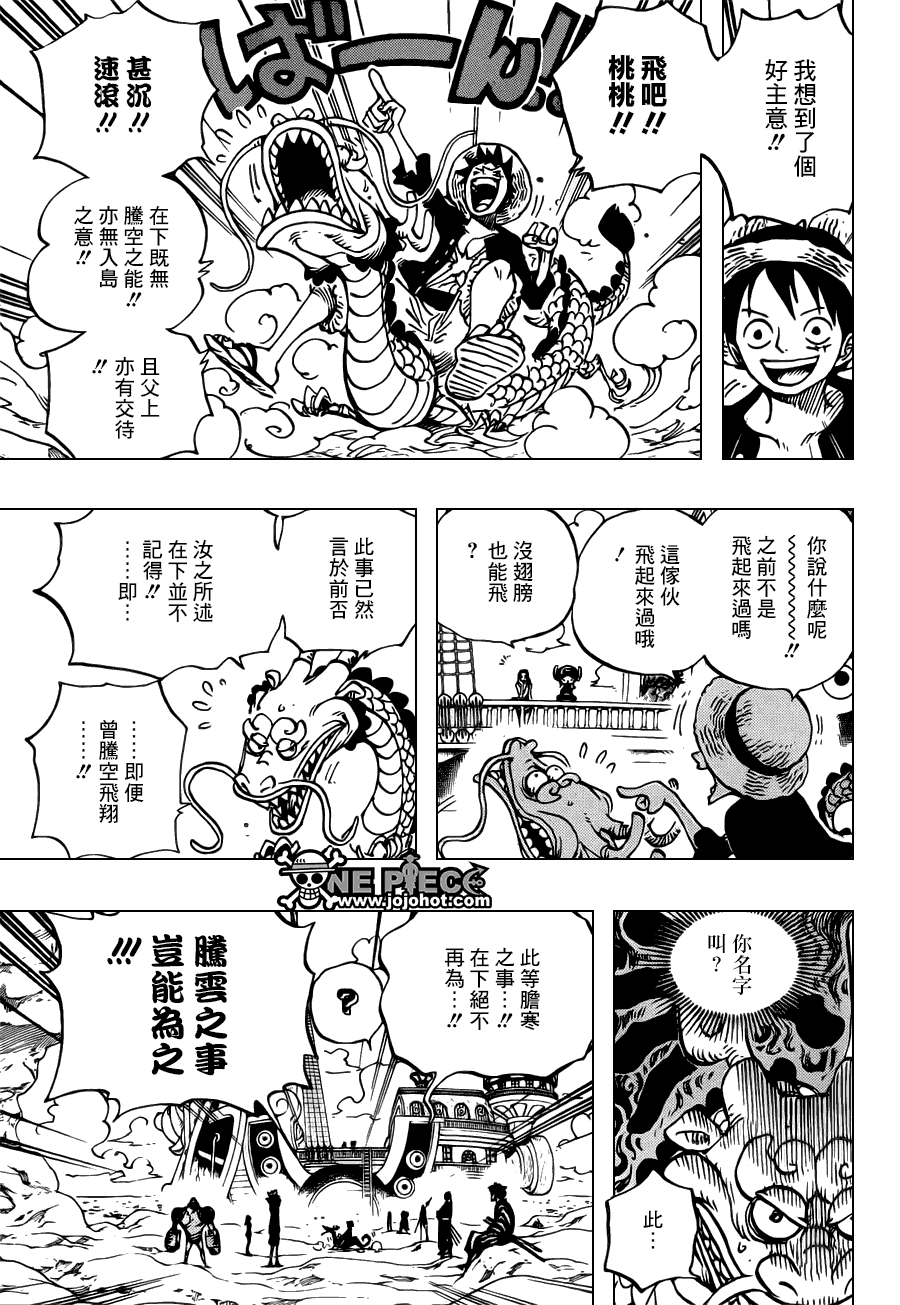 我想到了個
好主意!!
飛吧!!
桃桃!!
ばーん!!
甚沉!!
速滾!!
在下既無
騰空之能!!
亦無入島
之意!!
且父上
亦有交待
!!
你說什麼呢
之前不是
飛起來過嗎
!!
這傢伙
飛起來過哦
!
沒翅膀
也能飛
?
此事已然
言於前否
汝之所述
在下並不
記得!!
……即…
……即便
曾騰空飛翔
……!!
ONE PIECE
www.jojohot.com
你名字
叫?
此…
此等膽寒
之事…!!
在下絕不
再為…!!
?
騰雲之事
豈能為之
!!!